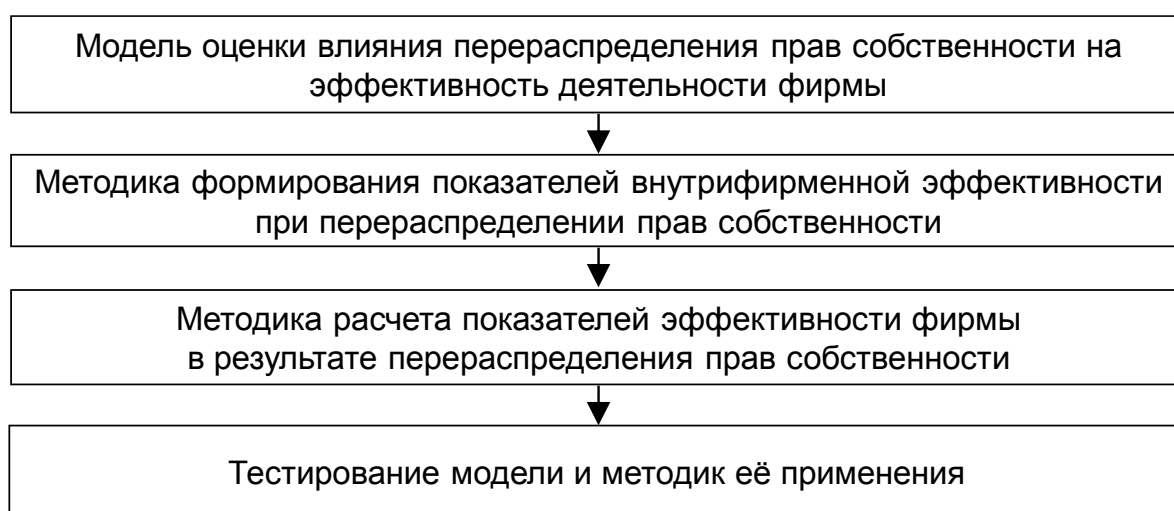 Модель оценки влияния перераспределения прав собственности на
эффективность деятельности фирмы
Методика формирования показателей внутрифирменной эффективности
при перераспределении прав собственности
Методика расчета показателей эффективности фирмы
в результате перераспределения прав собственности
Тестирование модели и методик её применения